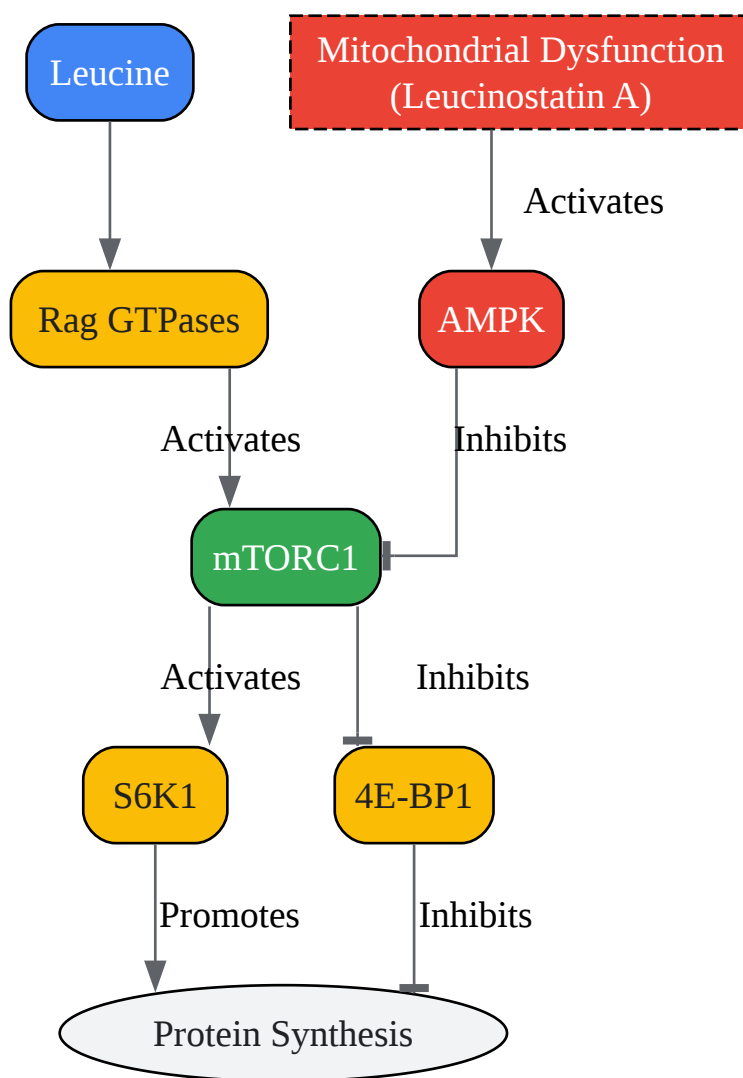 Leucine
Mitochondrial Dysfunction
(Leucinostatin A)
Activates
Rag GTPases
AMPK
Activates
Inhibits
mTORC1
Activates
Inhibits
S6K1
4E-BP1
Promotes
Inhibits
Protein Synthesis